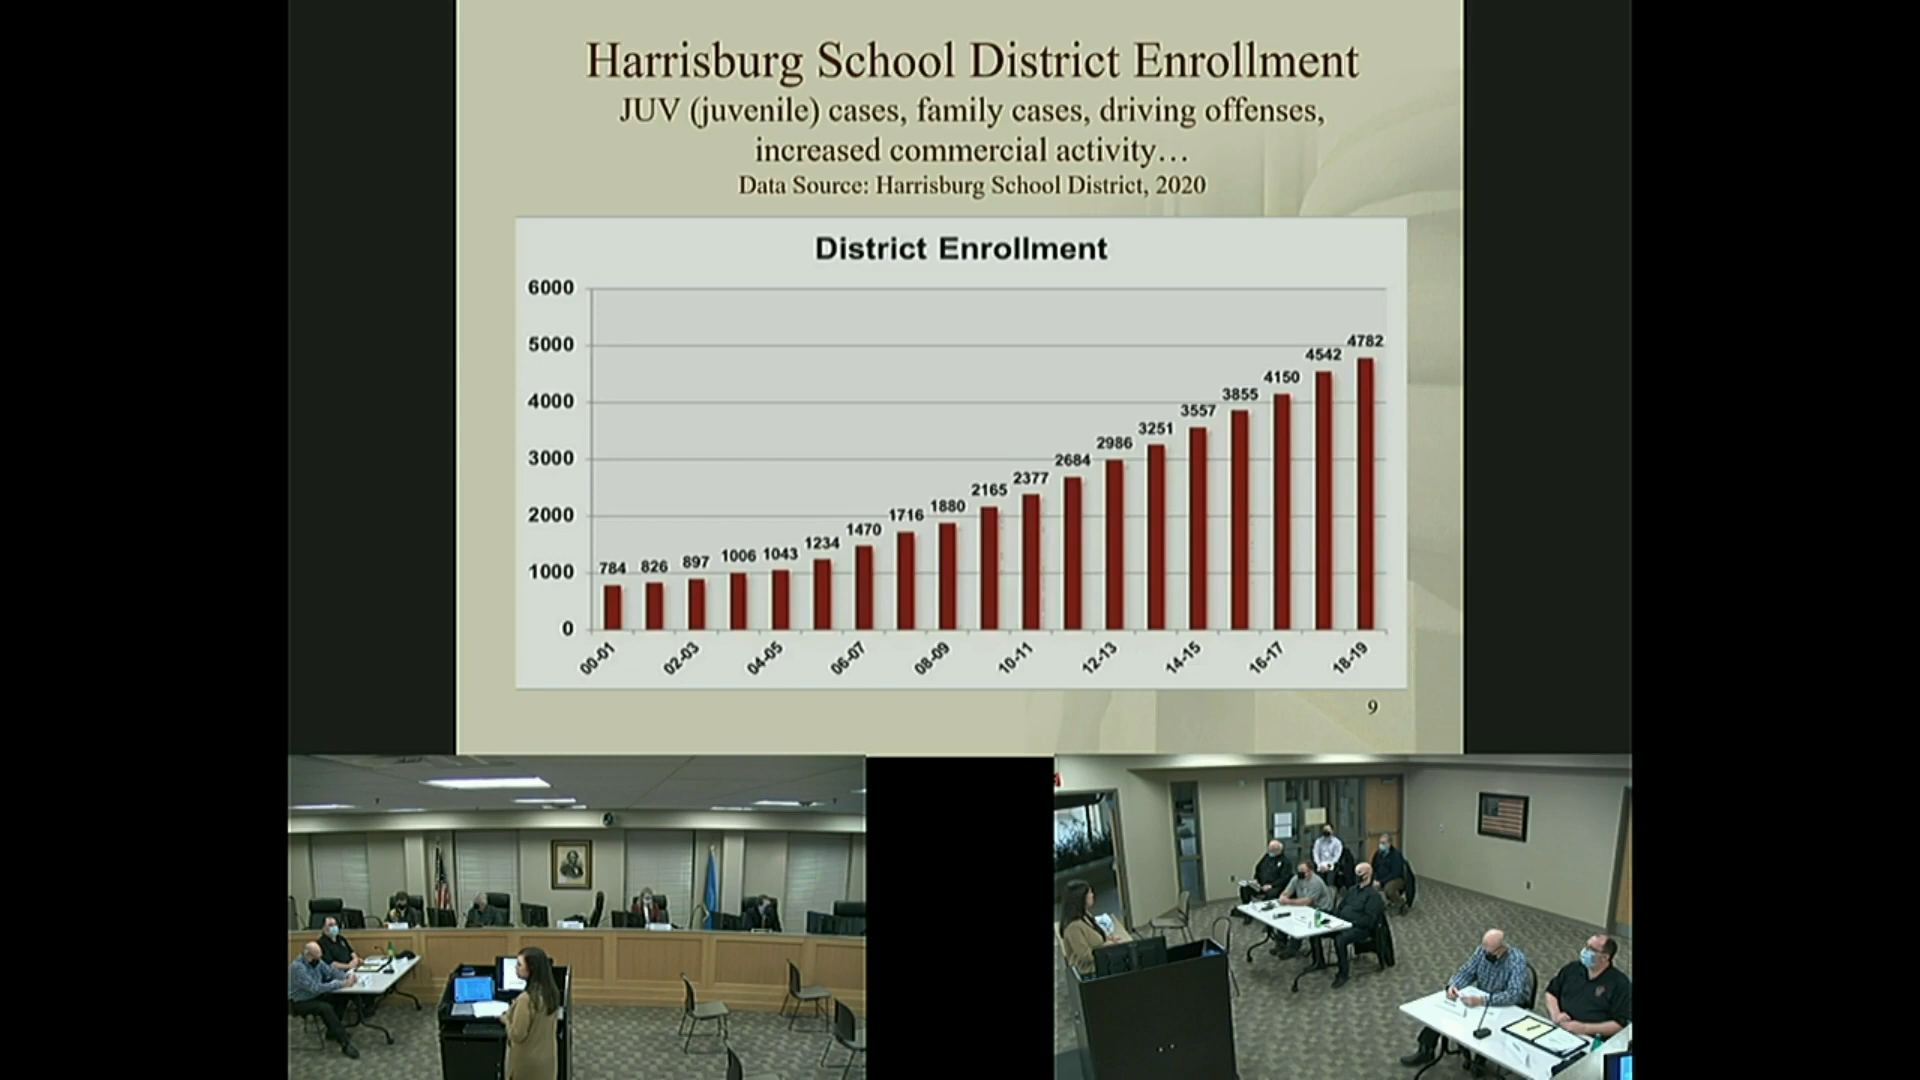 Harrisburg School District Enrollment
JUV (juvenile) cases, family cases, driving offenses,
increased commercial activity…
Data Source: Harrisburg School District, 2020
District Enrollment
6000
5000
4000
3000
2000
1000
0
784 826 897 1006 1043 1234 1470 1716 1880 2165 2377 2684 2986 3251 3557 3855 4150 4542 4782
00-01 02-03 04-05 06-07 08-09 10-11 12-13 14-15 16-17 18-19
9